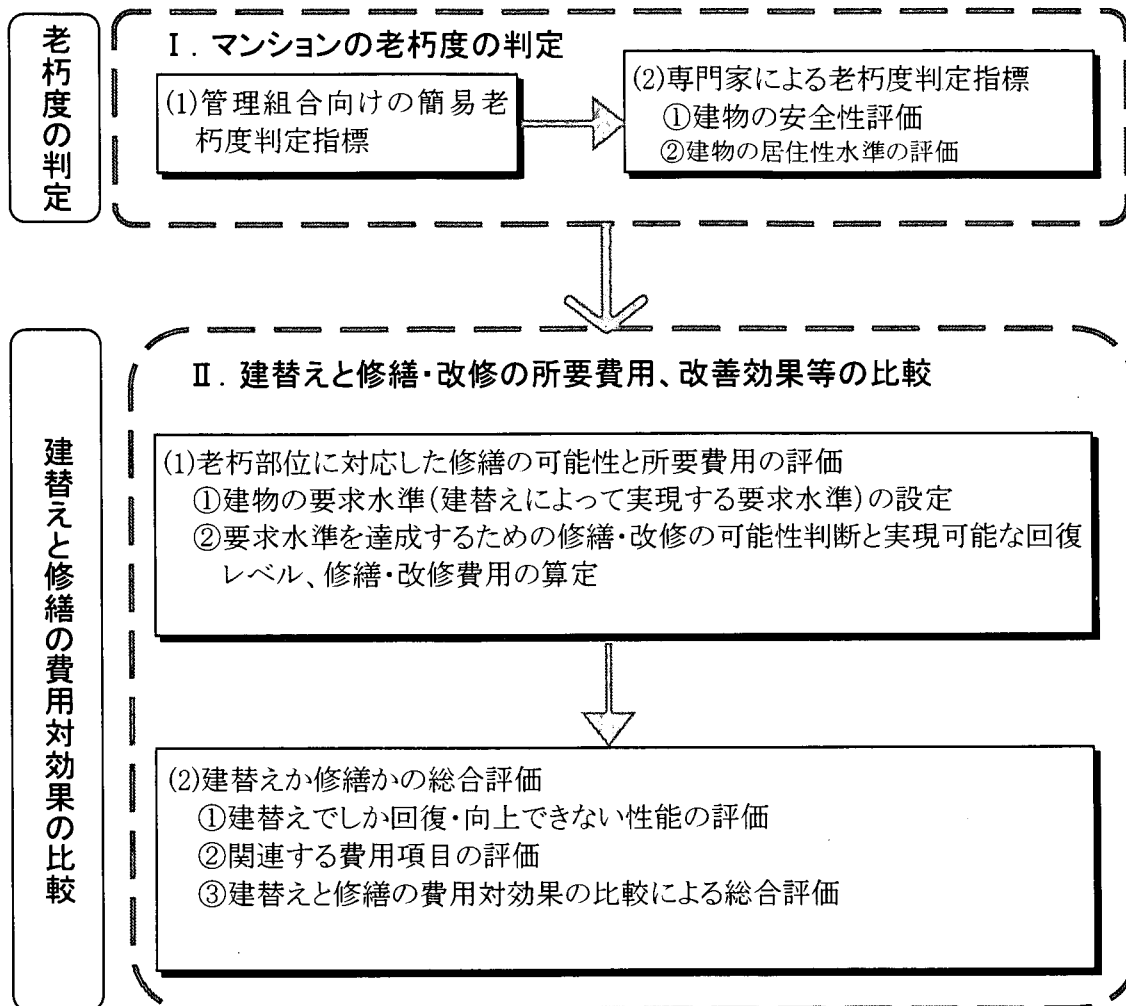 老朽度の判定
Ⅰ．マンションの老朽度の判定
(1)管理組合向けの簡易老
朽度判定指標
(2)専門家による老朽度判定指標
①建物の安全性評価
②建物の居住性水準の評価
建替えと修繕の費用対効果の比較
Ⅱ．建替えと修繕・改修の所要費用、改善効果等の比較
(1)老朽部位に対応した修繕の可能性と所要費用の評価
①建物の要求水準(建替えによって実現する要求水準)の設定
②要求水準を達成するための修繕・改修の可能性判断と実現可能な回復
レベル、修繕・改修費用の算定
(2)建替えか修繕かの総合評価
①建替えでしか回復・向上できない性能の評価
②関連する費用項目の評価
③建替えと修繕の費用対効果の比較による総合評価